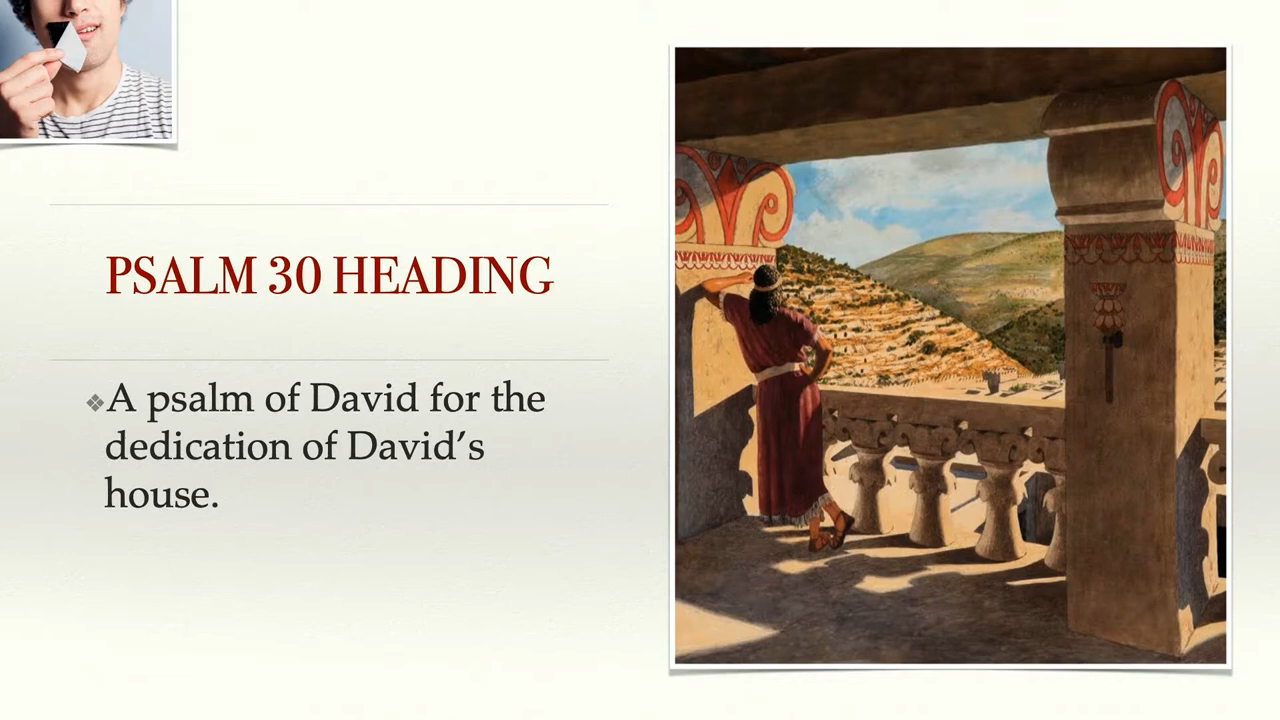 PSALM 30 HEADING
❖A psalm of David for the
dedication of David’s
house.